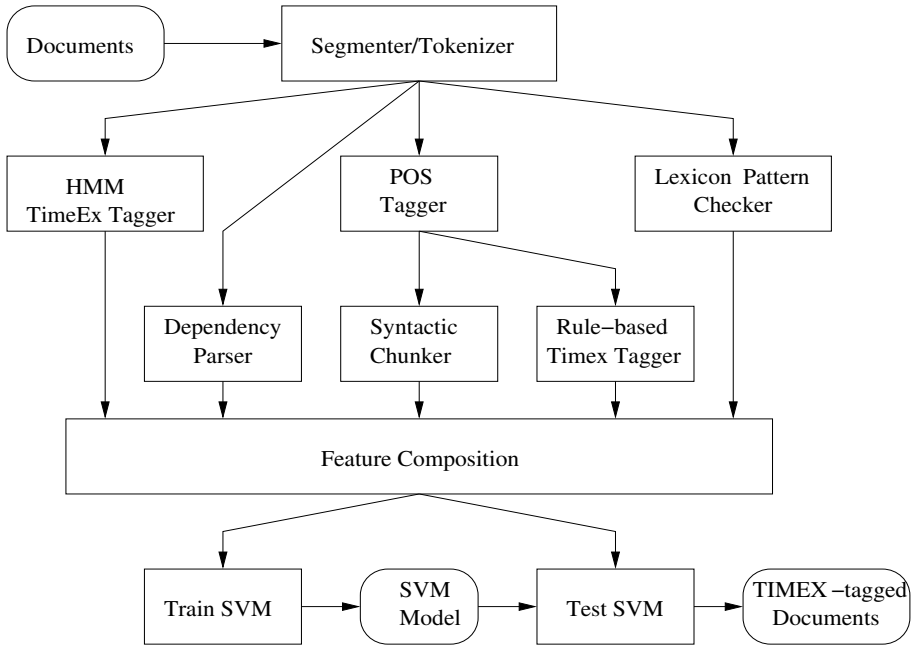 Documents
Segmenter/Tokenizer
HMM
TimeEx Tagger
POS
Tagger
Lexicon Pattern
Checker
Dependency
Parser
Syntactic
Chunker
Rule−based
Timex Tagger
Feature Composition
Train SVM
SVM
Model
Test SVM
TIMEX−tagged
Documents